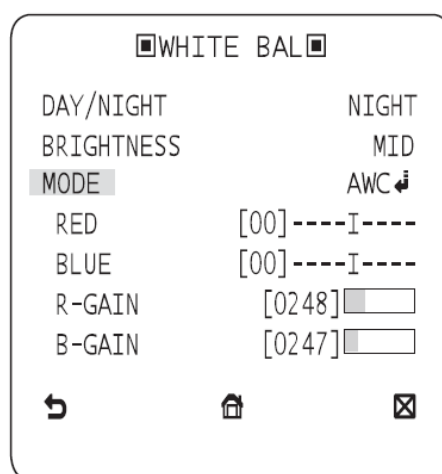 ▣WHITE BAL▣
DAY/NIGHT NIGHT
BRIGHTNESS MID
MODE AWC↲
RED [00]----I----
BLUE [00]----I----
R-GAIN [0248]
B-GAIN [0247]